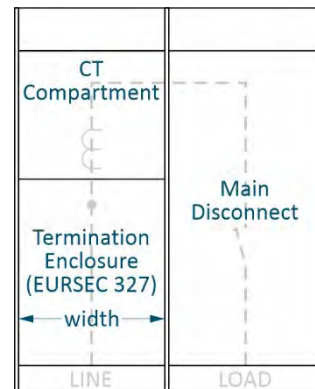 CT
Compartment
Main
Disconnect
Termination
Enclosure
(EURSEC 327)
width
LINE
LOAD